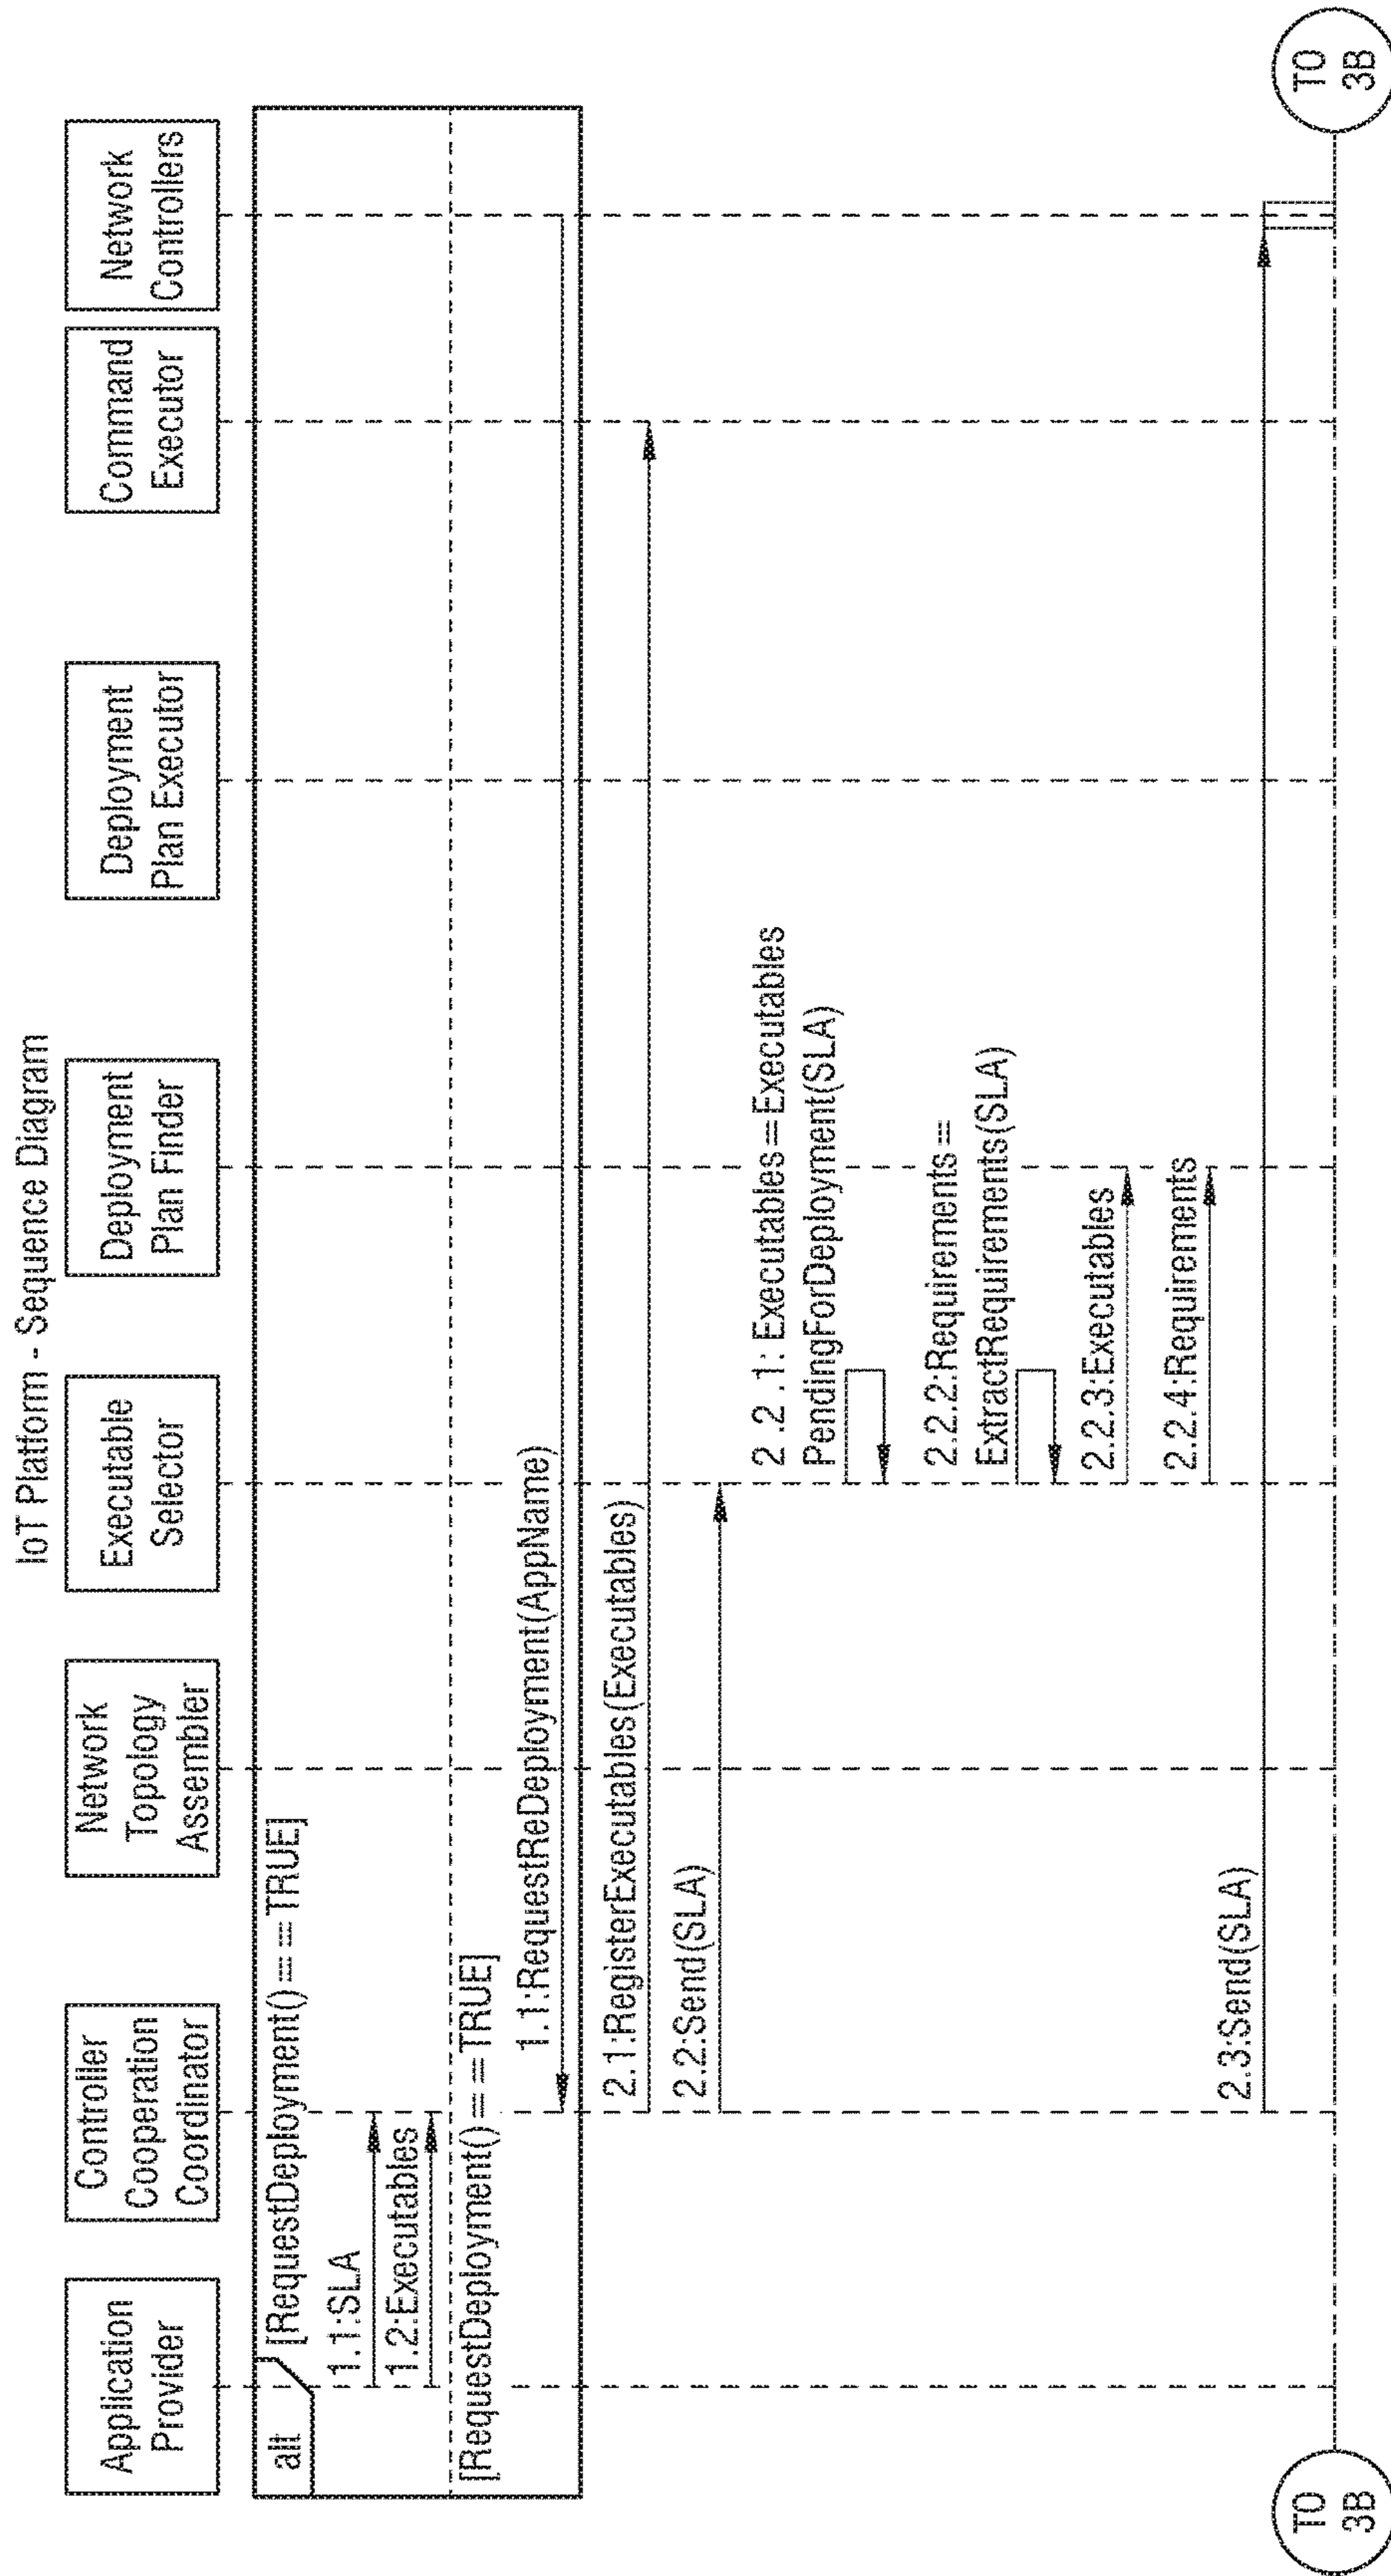 IoT Platform - Sequence Diagram
Application
Provider
Controller
Cooperation
Coordinator
Network
Topology
Assembler
Executable
Selector
Deployment
Plan Finder
Deployment
Plan Executor
Command
Executor
Network
Controllers
alt
[RequestDeployment()==TRUE]
1.1:SLA
1.2:Executables
[RequestDeployment()==TRUE]
1.1:RequestReDeployment(AppName)
2.1:RegisterExecutables(Executables)
2.2:Send(SLA)
2.2.1: Executables=Executables
PendingForDeployment(SLA)
2.2.2:Requirements=
ExtractRequirements(SLA)
2.2.3:Executables
2.2.4:Requirements
2.3:Send(SLA)
TO
3B
TO
3B